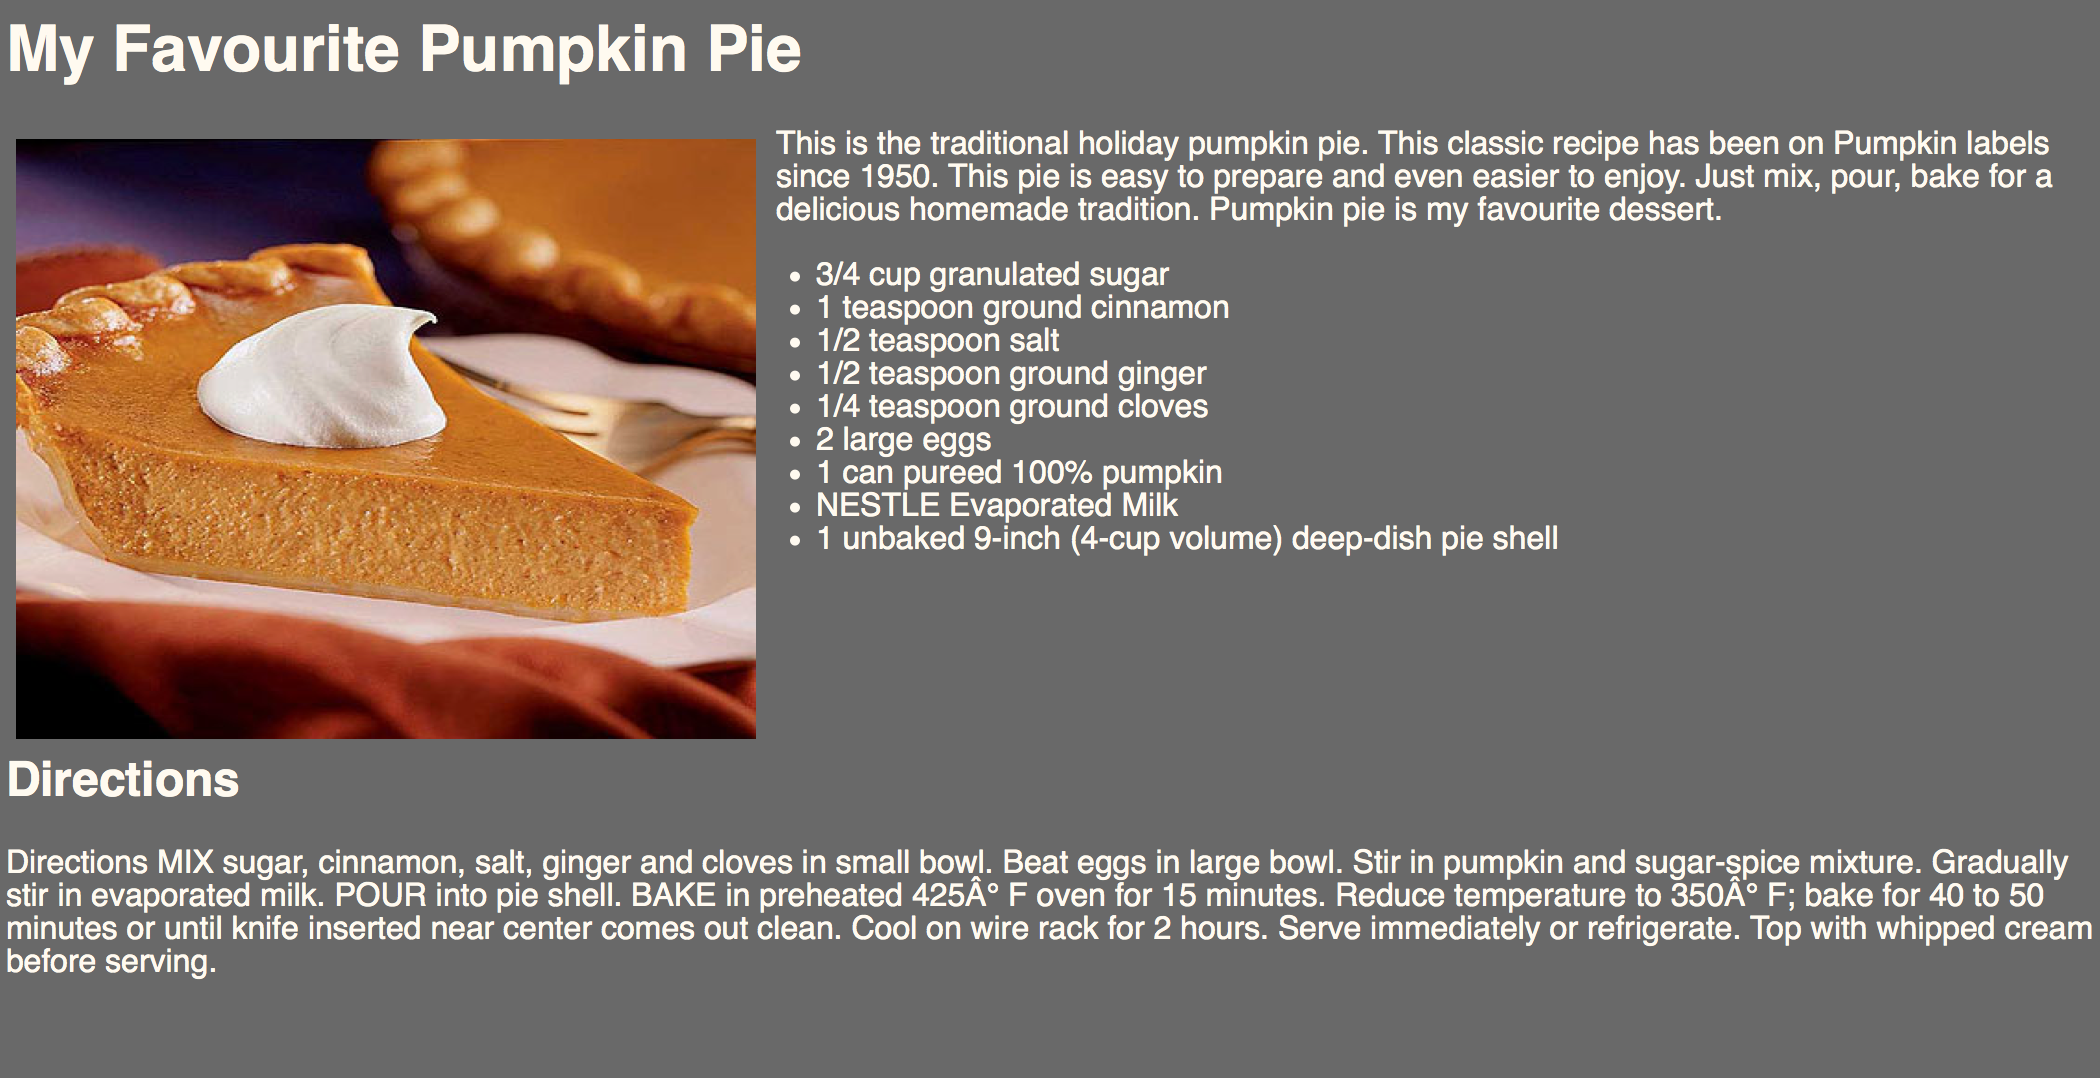 My Favourite Pumpkin Pie
This is the traditional holiday pumpkin pie. This classic recipe has been on Pumpkin labels
since 1950. This pie is easy to prepare and even easier to enjoy. Just mix, pour, bake for a
delicious homemade tradition. Pumpkin pie is my favourite dessert.
• 3/4 cup granulated sugar
• 1 teaspoon ground cinnamon
• 1/2 teaspoon salt
• 1/2 teaspoon ground ginger
• 1/4 teaspoon ground cloves
• 2 large eggs
• 1 can pureed 100% pumpkin
• NESTLE Evaporated Milk
• 1 unbaked 9-inch (4-cup volume) deep-dish pie shell
Directions
Directions MIX sugar, cinnamon, salt, ginger and cloves in small bowl. Beat eggs in large bowl. Stir in pumpkin and sugar-spice mixture. Gradually
stir in evaporated milk. POUR into pie shell. BAKE in preheated 425Â° F oven for 15 minutes. Reduce temperature to 350Â° F; bake for 40 to 50
minutes or until knife inserted near center comes out clean. Cool on wire rack for 2 hours. Serve immediately or refrigerate. Top with whipped cream
before serving.